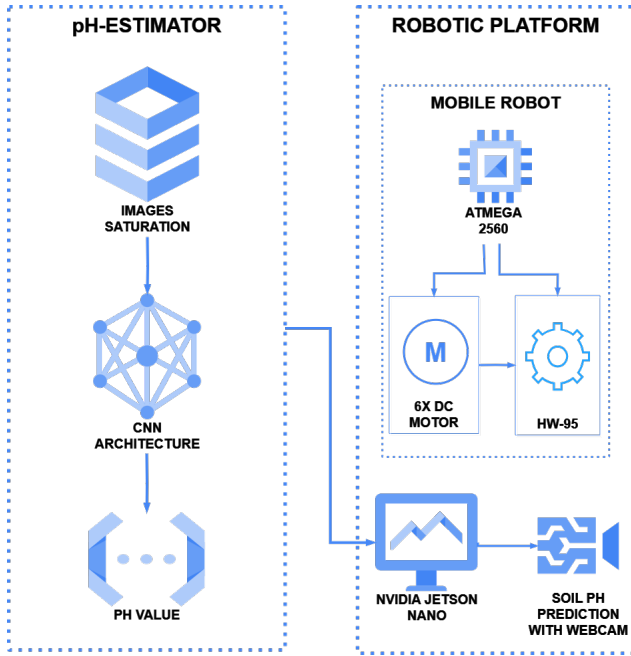 pH-ESTIMATOR
IMAGES
SATURATION
CNN
ARCHITECTURE
PH VALUE
ROBOTIC PLATFORM
MOBILE ROBOT
ATMEGA
2560
M
6X DC
MOTOR
HW-95
NVIDIA JETSON
NANO
SOIL PH
PREDICTION
WITH WEBCAM